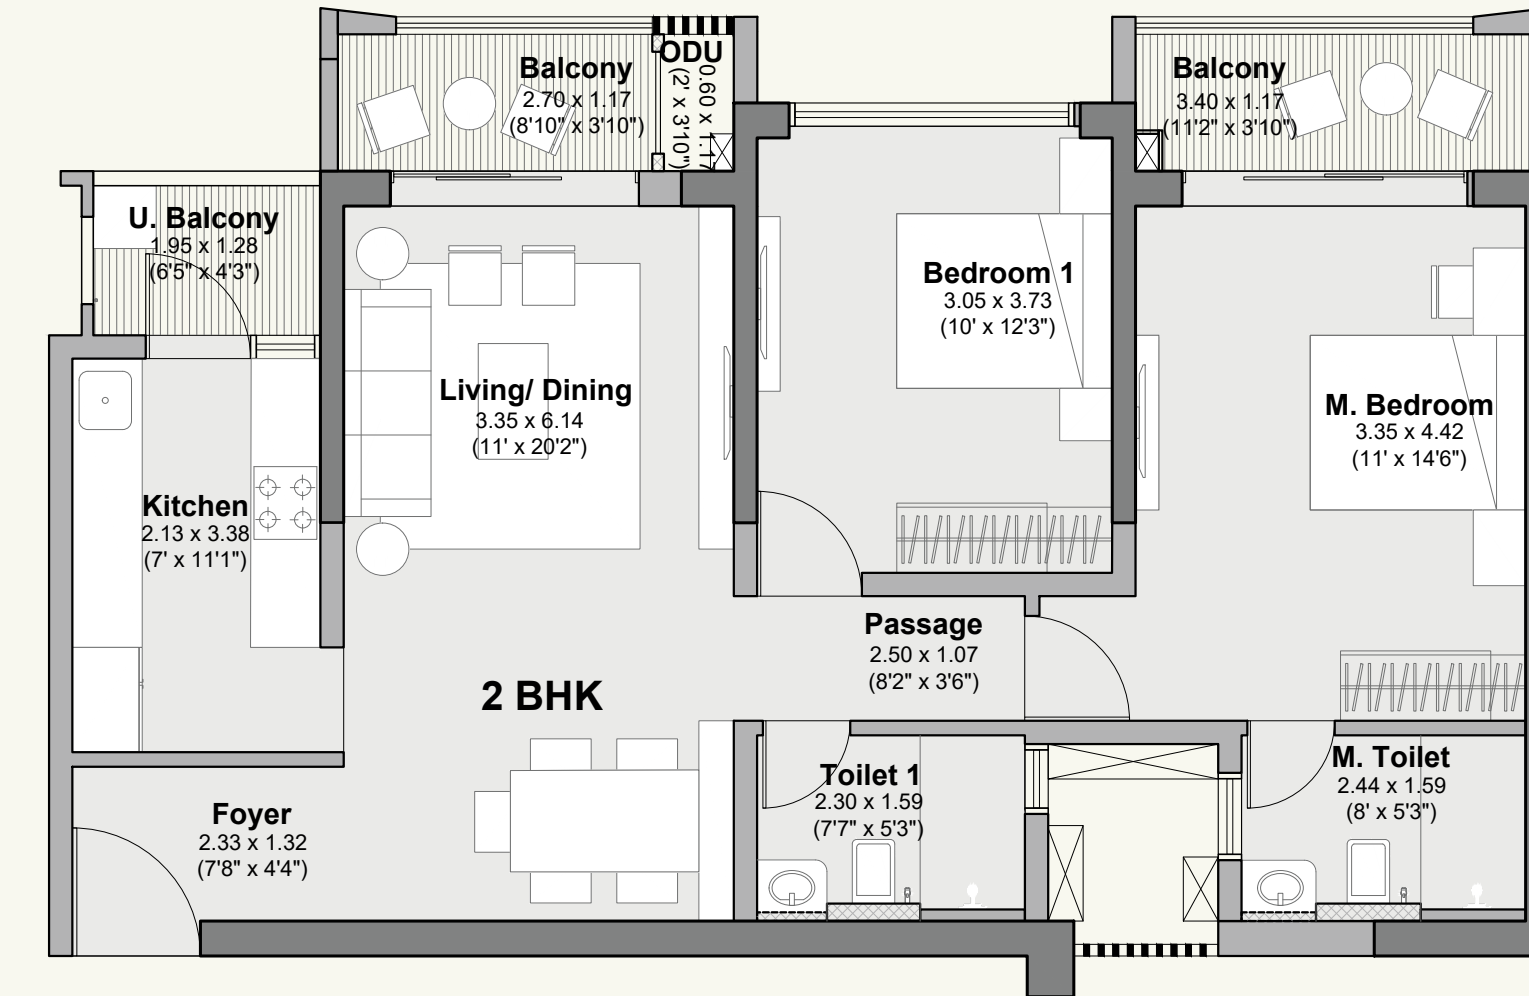 Balcony
2.70 x 1.17
(8'10" x 3'10")
ODU
0.60 x 1.17
(2' x 3'10")
Balcony
3.40 x 1.17
(11'2" x 3'10")
U. Balcony
1.95 x 1.28
(6'5" x 4'3")
Bedroom 1
3.05 x 3.73
(10' x 12'3")
Living/ Dining
3.35 x 6.14
(11' x 20'2")
M. Bedroom
3.35 x 4.42
(11' x 14'6")
Kitchen
2.13 x 3.38
(7' x 11'1")
Passage
2.50 x 1.07
(8'2" x 3'6")
2 BHK
Foyer
2.33 x 1.32
(7'8" x 4'4")
Toilet 1
2.30 x 1.59
(7'7" x 5'3")
M. Toilet
2.44 x 1.59
(8' x 5'3")